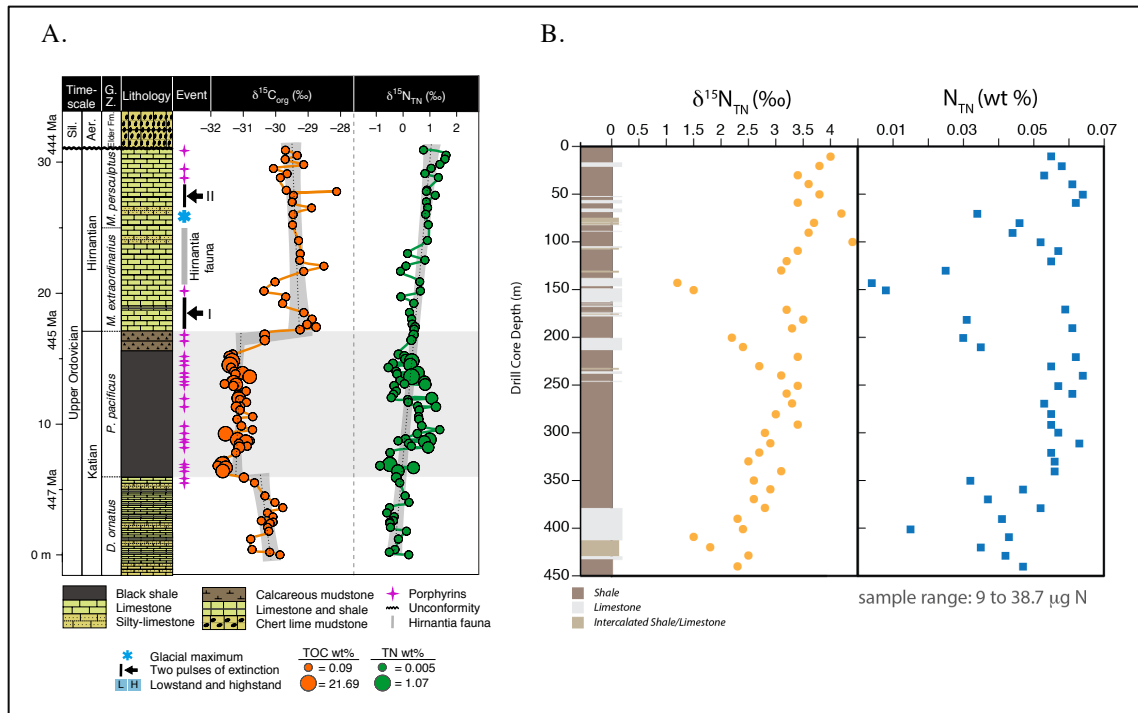 A.
B.
Time-
scale
G.
Z.
Lithology
Event
δ15Corg (‰)
δ15NTN (‰)
–32 –31 –30 –29 –28
–1 0 1 2
444 Ma
445 Ma
447 Ma
30
20
10
0 m
Sil.
Aer.
Elder Fm.
Upper Ordovician
Hirnantian
Katian
M. persculptus
M. extraordinarius
P. pacificus
D. ornatus
II
Hirnantia
fauna
I
Black shale
Limestone
Silty-limestone
Calcareous mudstone
Limestone and shale
Chert lime mudstone
Porphyrins
Unconformity
Hirnantia fauna
Glacial maximum
Two pulses of extinction
L H Lowstand and highstand
TOC wt%
= 0.09
= 21.69
TN wt%
= 0.005
= 1.07
δ15NTN (‰)
NTN (wt %)
0 0.5 1 1.5 2 2.5 3 3.5 4
0.01 0.03 0.05 0.07
Drill Core Depth (m)
0
50
100
150
200
250
300
350
400
450
Shale
Limestone
Intercalated Shale/Limestone
sample range: 9 to 38.7 µg N